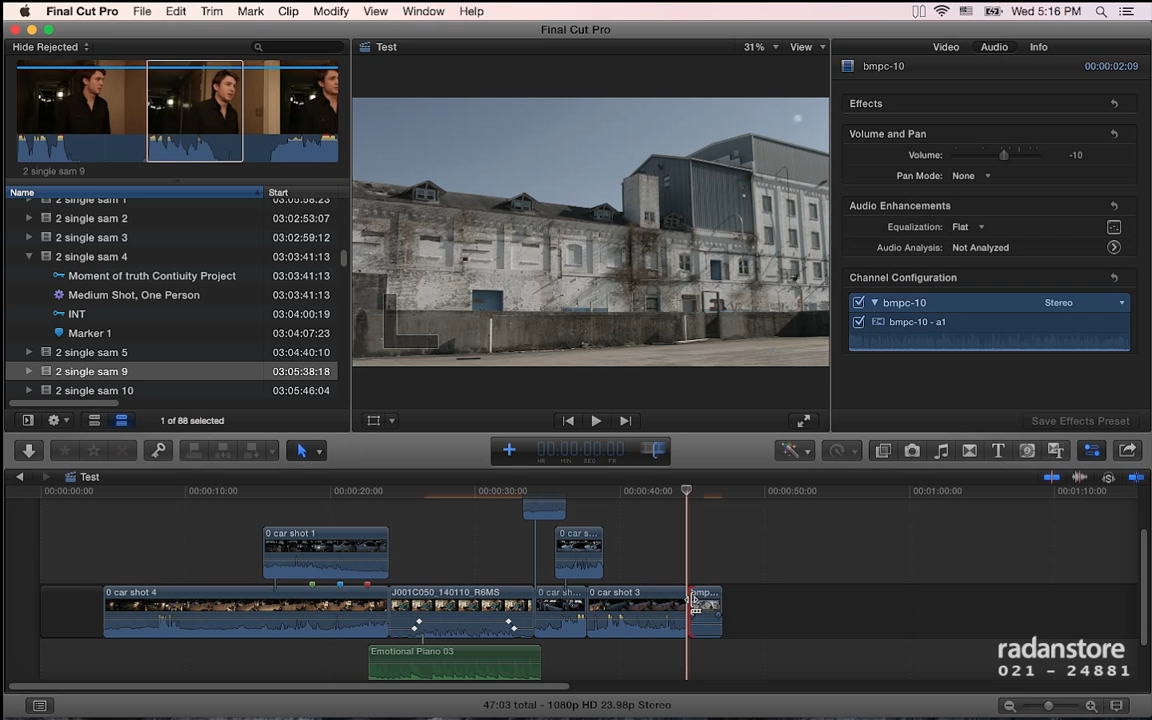 Final Cut Pro File Edit Trim Mark Clip Modify View Window Help Wed 5:16 PM
Final Cut Pro
Hide Rejected Test 31% View Video Audio Info
bmpc-10 00:00:02:09
Effects
Volume and Pan
Volume: -10
2 single sam 9
Pan Mode: None
Name Start
2 single sam 1 03:05:58:23
Audio Enhancements
2 single sam 2 03:02:53:07
Equalization: Flat
2 single sam 3 03:02:59:12
Audio Analysis: Not Analyzed
2 single sam 4 03:03:41:13
Moment of truth Contiuity Project 03:03:41:13
Channel Configuration
Medium Shot, One Person 03:03:41:13
bmpc-10 Stereo
INT 03:04:00:19
bmpc-10 - a1
Marker 1 03:04:07:23
2 single sam 5 03:04:40:10
2 single sam 9 03:05:38:18
2 single sam 10 03:05:46:04
1 of 88 selected Save Effects Preset
00:00:00:00
HR MIN SEC FR
Test
00:00:00:00 00:00:10:00 00:00:20:00 00:00:30:00 00:00:40:00 00:00:50:00 00:01:00:00 00:01:10:00
0 car shot 1 0 car s...
0 car shot 4 J001C050_140110_R6MS 0 car sh... 0 car shot 3 bmp...
Emotional Piano 03
radanstore
021 - 24881
47:03 total - 1080p HD 23.98p Stereo